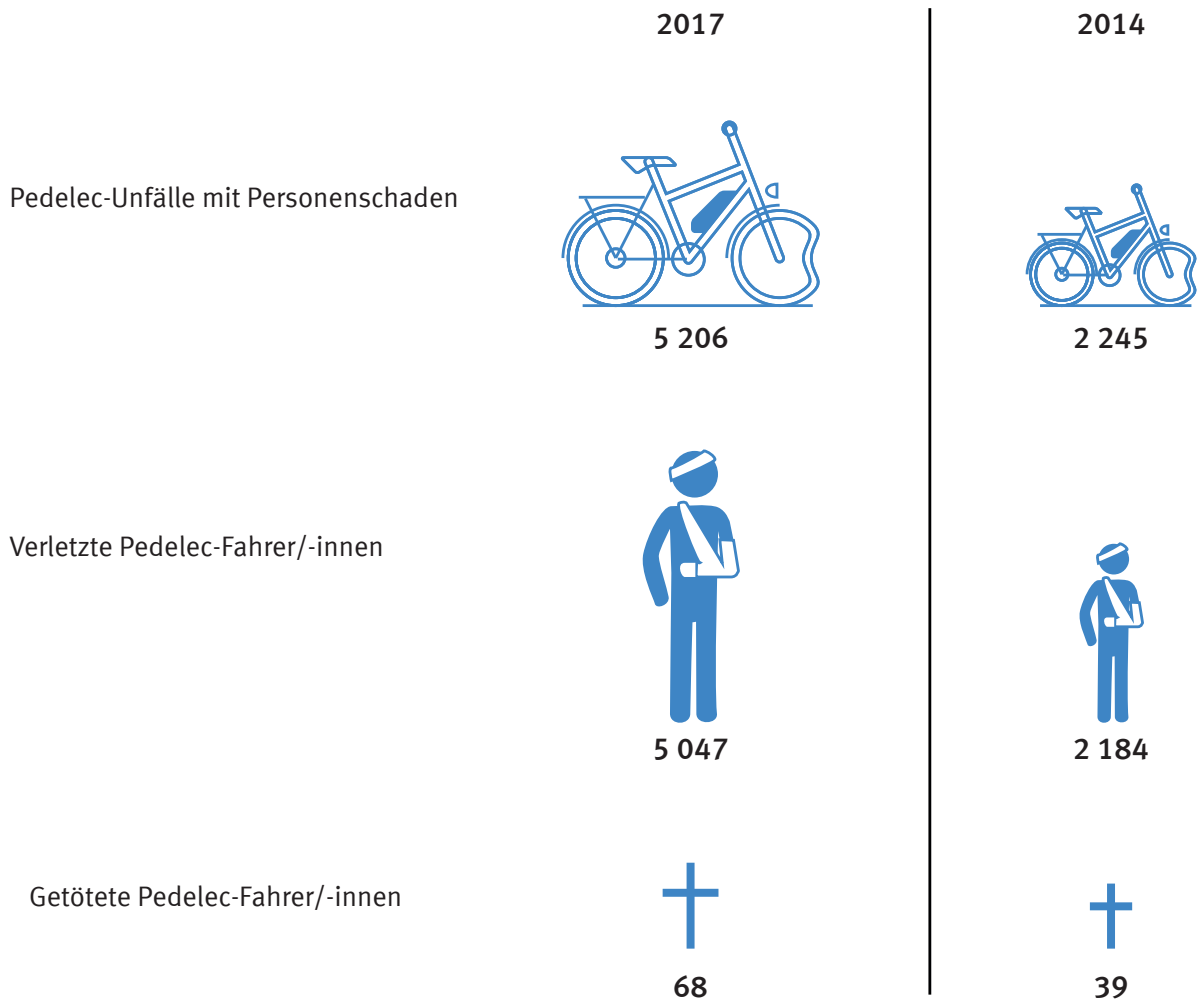 2017
2014
Pedelec-Unfälle mit Personenschaden
5 206
2 245
Verletzte Pedelec-Fahrer/-innen
5 047
2 184
Getötete Pedelec-Fahrer/-innen
68
39